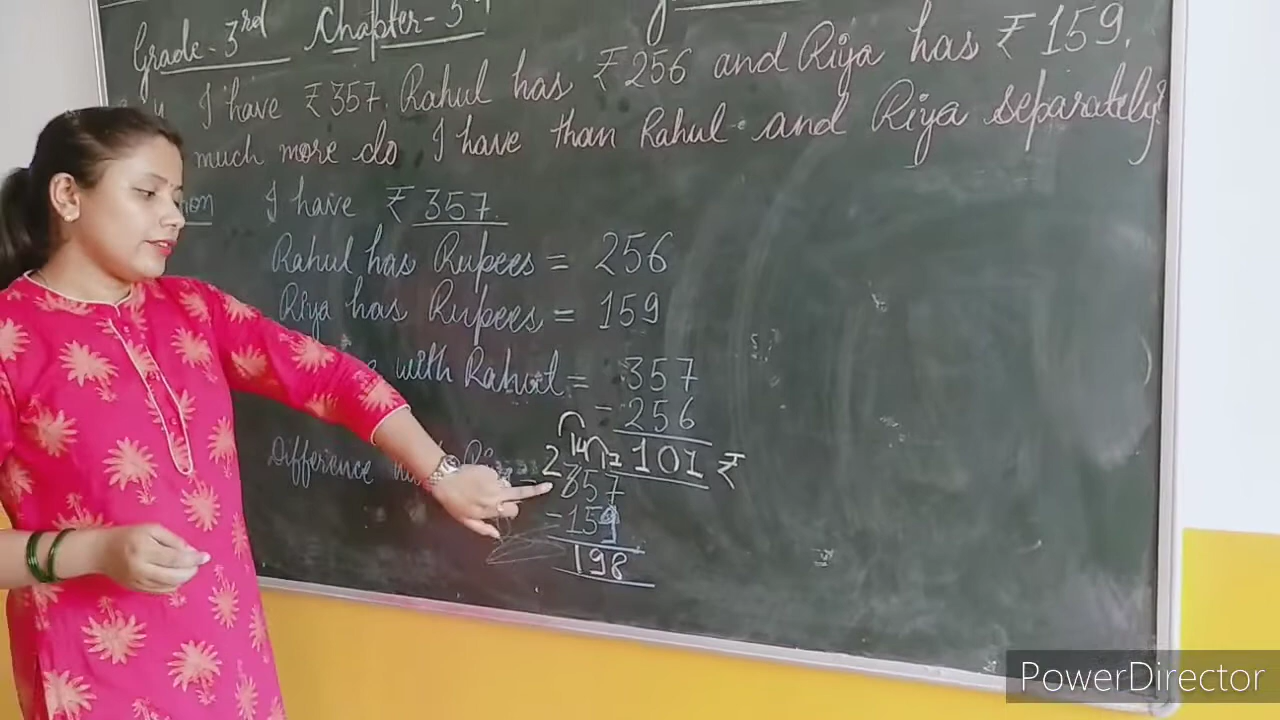 Grade-3rd Chapter-3rd
I have ₹357. Rahul has ₹256 and Riya has ₹159.
much more do I have than Rahul and Riya separately?
I have ₹357.
Rahul has Rupees = 256
Riya has Rupees = 159
with Rahul = 357
- 256
= 101 ₹
Difference
2 14
357
- 159
198
PowerDirector